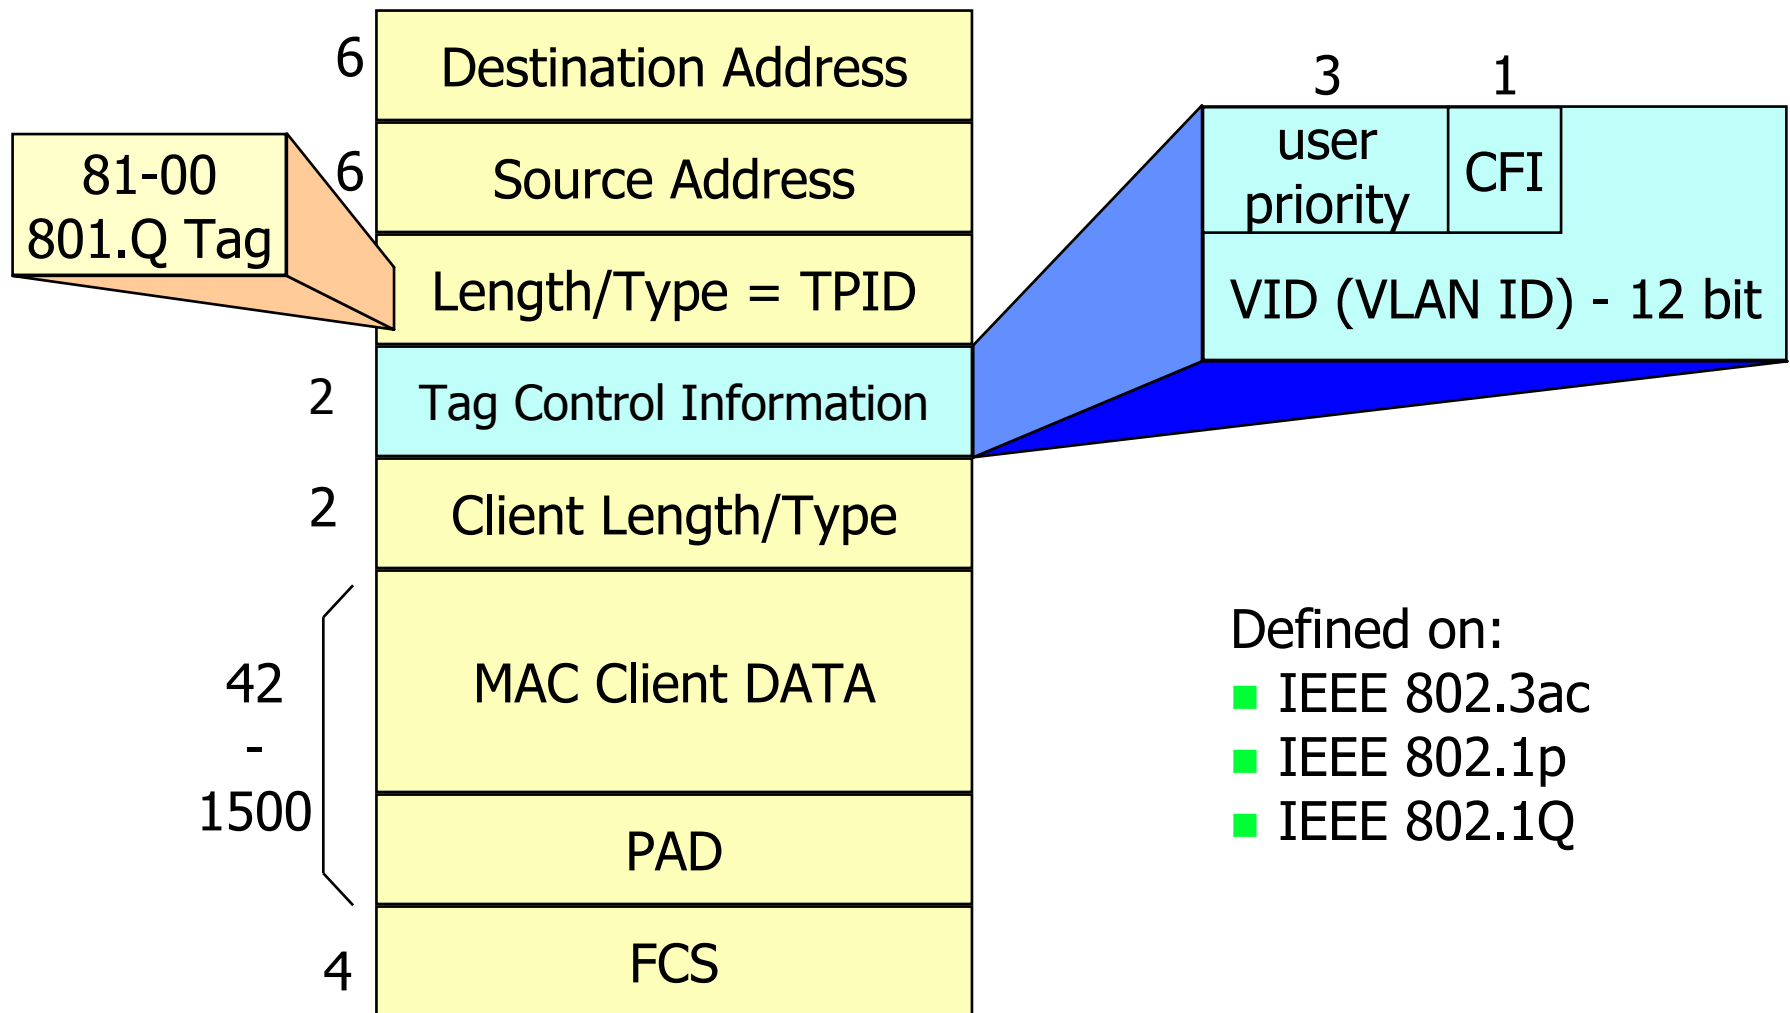 6
Destination Address
6
Source Address
81-00
801.Q Tag
Length/Type = TPID
2
Tag Control Information
3
1
user
priority
CFI
VID (VLAN ID) - 12 bit
2
Client Length/Type
42
-
1500
MAC Client DATA
PAD
4
FCS
Defined on:
IEEE 802.3ac
IEEE 802.1p
IEEE 802.1Q